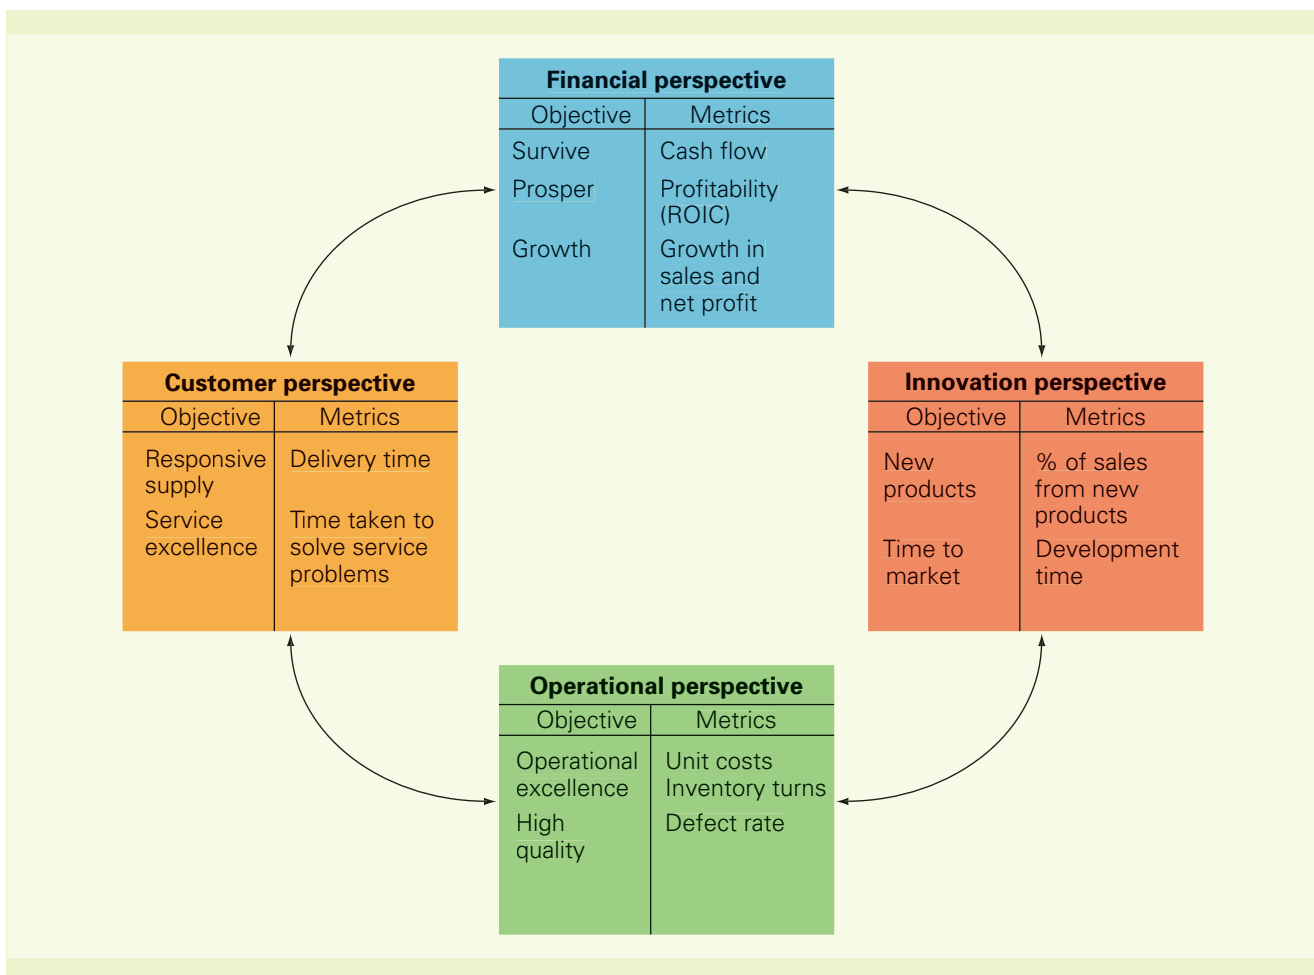 Financial perspective
Objective Metrics
Survive Cash flow
Prosper Profitability
(ROIC)
Growth Growth in
sales and
net profit
Customer perspective
Objective Metrics
Responsive Delivery time
supply
Service Time taken to
excellence solve service
problems
Innovation perspective
Objective Metrics
New % of sales
products from new
products
Time to Development
market time
Operational perspective
Objective Metrics
Operational Unit costs
excellence Inventory turns
High Defect rate
quality